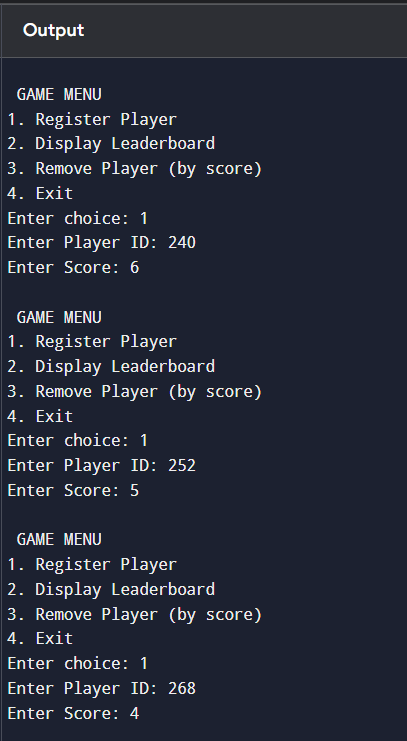 Output
GAME MENU
1. Register Player
2. Display Leaderboard
3. Remove Player (by score)
4. Exit
Enter choice: 1
Enter Player ID: 240
Enter Score: 6
GAME MENU
1. Register Player
2. Display Leaderboard
3. Remove Player (by score)
4. Exit
Enter choice: 1
Enter Player ID: 252
Enter Score: 5
GAME MENU
1. Register Player
2. Display Leaderboard
3. Remove Player (by score)
4. Exit
Enter choice: 1
Enter Player ID: 268
Enter Score: 4